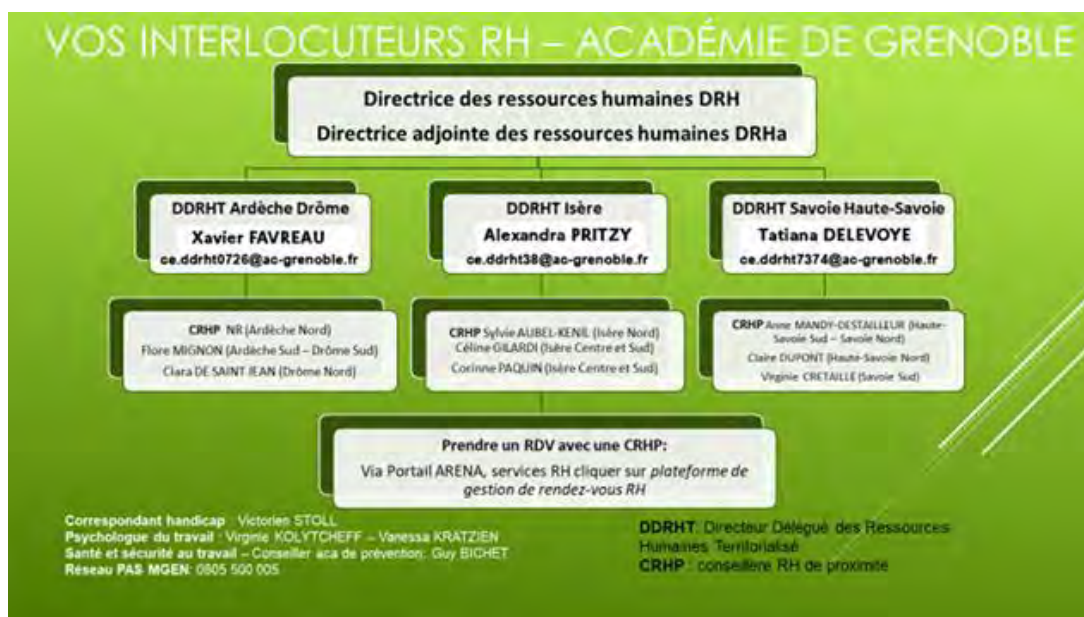 VOS INTERLOCUTEURS RH – ACADÉMIE DE GRENOBLE
Directrice des ressources humaines DRH
Directrice adjointe des ressources humaines DRHa
DDRHT Ardèche Drôme
Xavier FAVREAU
ce.ddrht0726@ac-grenoble.fr
DDRHT Isère
Alexandra PRITZY
ce.ddrht38@ac-grenoble.fr
DDRHT Savoie Haute-Savoie
Tatiana DELEVOYE
ce.ddrht7374@ac-grenoble.fr
CRHP NR (Ardèche Nord)
Flore MIGNON (Ardèche Sud – Drôme Sud)
Clara DE SAINT JEAN (Drôme Nord)
CRHP Sylvie AUBEL-KENIL (Isère Nord)
Céline GILARDI (Isère Centre et Sud)
Corinne PAQUIN (Isère Centre et Sud)
CRHP Anne MANDY-DESTAILLEUR (Haute-
Savoie Sud – Savoie Nord)
Claire DUPONT (Haute-Savoie Nord)
Virginie CRETAILLE (Savoie Sud)
Prendre un RDV avec une CRHP:
Via Portail ARENA, services RH cliquer sur plateforme de
gestion de rendez-vous RH
Correspondant handicap : Victorien STOLL
Psychologue du travail : Virginie KOLYTCHEFF – Vanessa KRATZIEN
Santé et sécurité au travail – Conseiller aca de prévention: Guy BICHET
Réseau PAS MGEN: 0805 500 005
DDRHT: Directeur Délégué des Ressources
Humaines Territorialisé
CRHP : conseillère RH de proximité